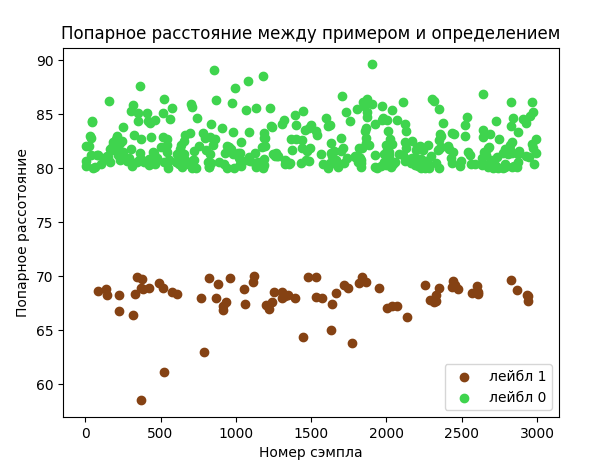 Попарное расстояние между примером и определением
90
85
80
75
70
65
60
Попарное рассотояние
0 500 1000 1500 2000 2500 3000
Номер сэмпла
лейбл 1
лейбл 0